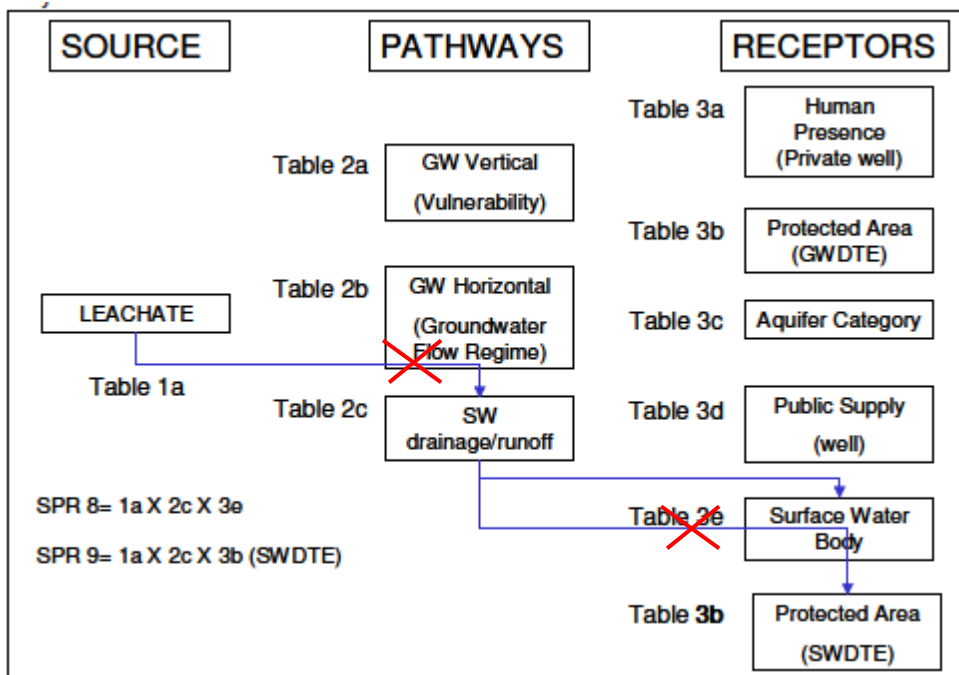 SOURCE
PATHWAYS
RECEPTORS
Table 3a
Human
Presence
(Private well)
Table 2a
GW Vertical
(Vulnerability)
Table 3b
Protected Area
(GWDTE)
Table 2b
GW Horizontal
(Groundwater
Flow Regime)
LEACHATE
Table 1a
Table 3c
Aquifer Category
Table 2c
SW
drainage/runoff
Table 3d
Public Supply
(well)
SPR 8= 1a X 2c X 3e
SPR 9= 1a X 2c X 3b (SWDTE)
Table 3e
Surface Water
Body
Table 3b
Protected Area
(SWDTE)